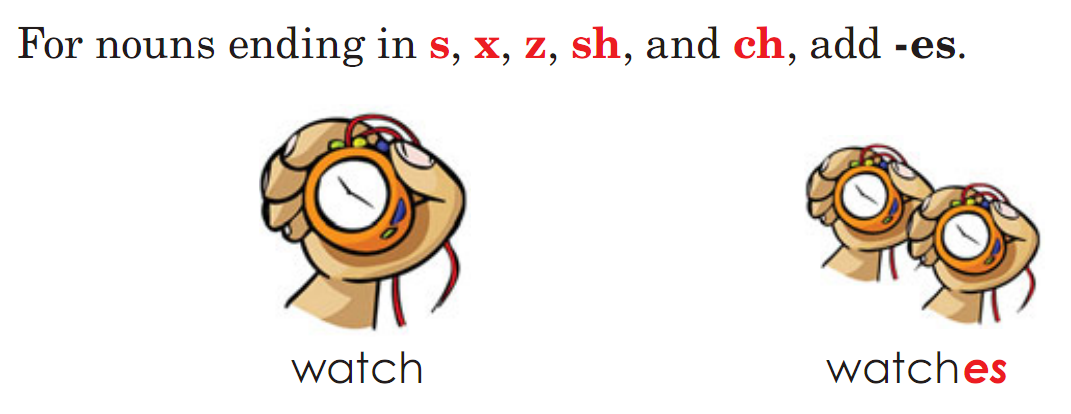 For nouns ending in s, x, z, sh, and ch, add -es.
watch watches